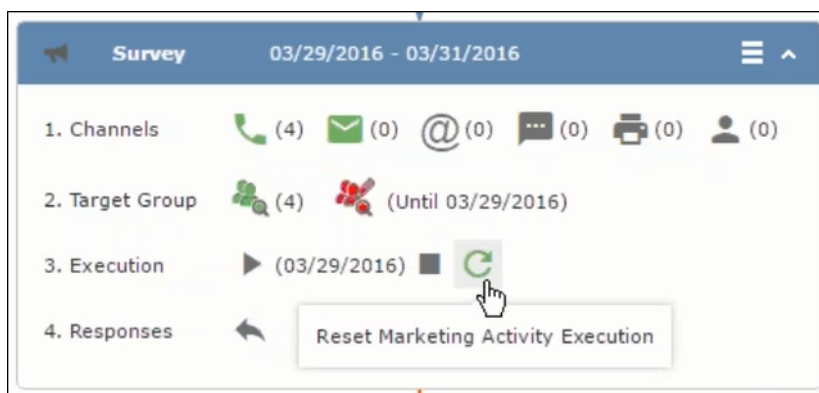 Survey 03/29/2016 - 03/31/2016
1. Channels (4) (0) @ (0) (0) (0) (0)
2. Target Group (4) (Until 03/29/2016)
3. Execution (03/29/2016)
4. Responses
Reset Marketing Activity Execution